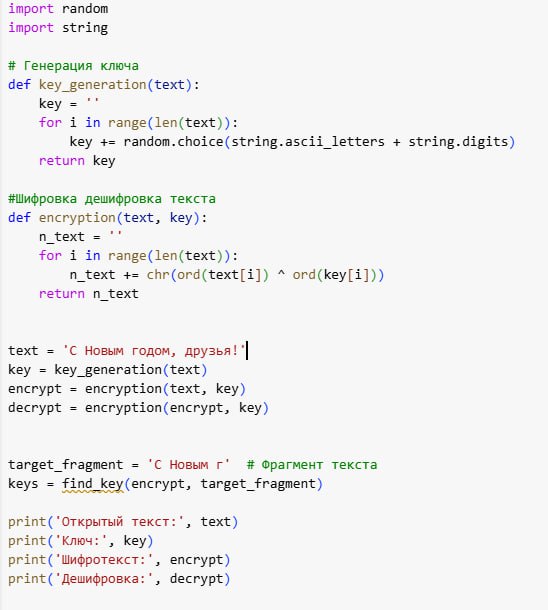 import random
import string
# Генерация ключа
def key_generation(text):
key = ''
for i in range(len(text)):
key += random.choice(string.ascii_letters + string.digits)
return key
#Шифровка дешифровка текста
def encryption(text, key):
n_text = ''
for i in range(len(text)):
n_text += chr(ord(text[i]) ^ ord(key[i]))
return n_text
text = 'С Новым годом, друзья!'
key = key_generation(text)
encrypt = encryption(text, key)
decrypt = encryption(encrypt, key)
target_fragment = 'С Новым г'  # Фрагмент текста
keys = find_key(encrypt, target_fragment)
print('Открытый текст:', text)
print('Ключ:', key)
print('Шифротекст:', encrypt)
print('Дешифровка:', decrypt)